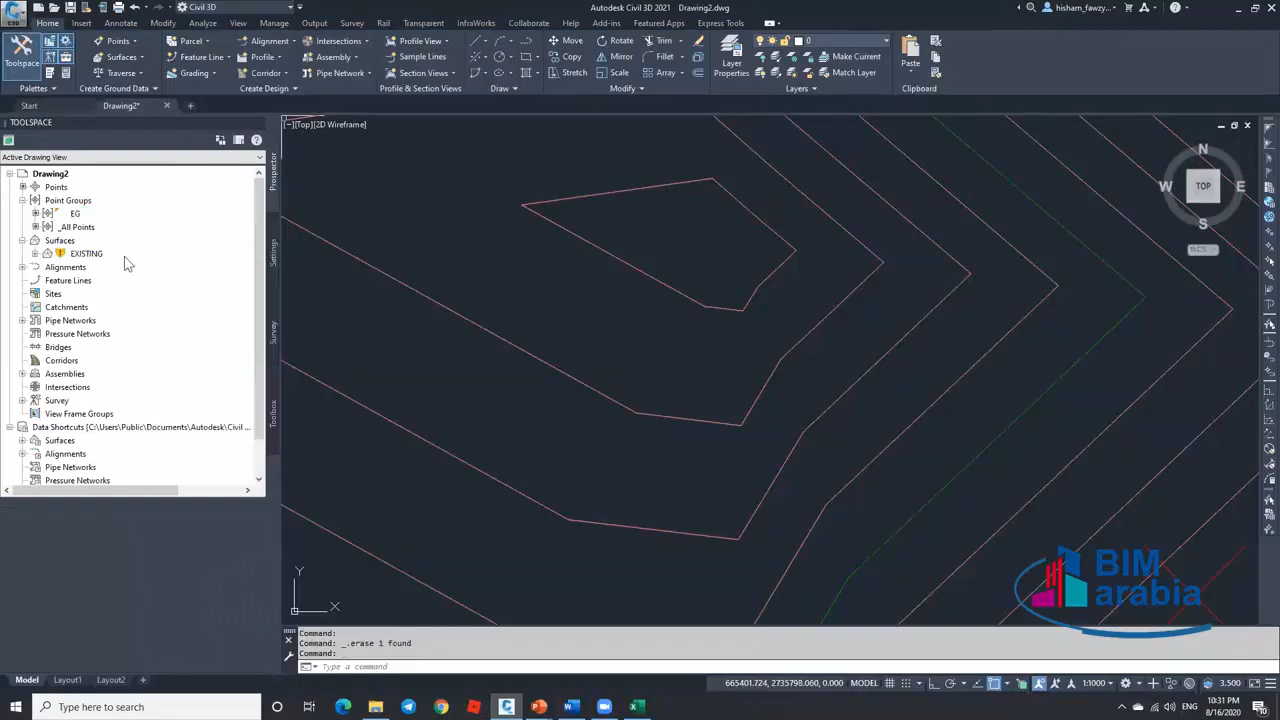 Civil 3D
Autodesk Civil 3D 2021 Drawing2.dwg
hisham_fawzy...
C3D
Home Insert Annotate Modify Analyze View Manage Output Survey Rail Transparent InfraWorks Collaborate Help Add-ins Featured Apps Express Tools
Toolspace
Points
Surfaces
Traverse
Parcel
Feature Line
Grading
Alignment
Profile
Corridor
Intersections
Assembly
Pipe Network
Profile View
Sample Lines
Section Views
Move
Copy
Stretch
Rotate
Mirror
Scale
Trim
Fillet
Array
Layer
Properties
0
Make Current
Match Layer
Paste
Palettes Create Ground Data Create Design Profile & Section Views Draw Modify Layers Clipboard
Start Drawing2*
TOOLSPACE
Active Drawing View
Drawing2
Points
Point Groups
EG
_All Points
Surfaces
EXISTING
Alignments
Feature Lines
Sites
Catchments
Pipe Networks
Pressure Networks
Bridges
Corridors
Assemblies
Intersections
Survey
View Frame Groups
Data Shortcuts [C:\Users\Public\Documents\Autodesk\Civil ...
Surfaces
Alignments
Pipe Networks
Pressure Networks
Prospector
Settings
Survey
Toolbox
[−][Top][2D Wireframe]
N
W TOP E
S
Y
X
BIM
arabia
Command:
Command: _.erase 1 found
Command:
Type a command
Model Layout1 Layout2
665401.724, 2735798.060, 0.000 MODEL
1:1000
3.500
Type here to search
10:31 PM
8/16/2020